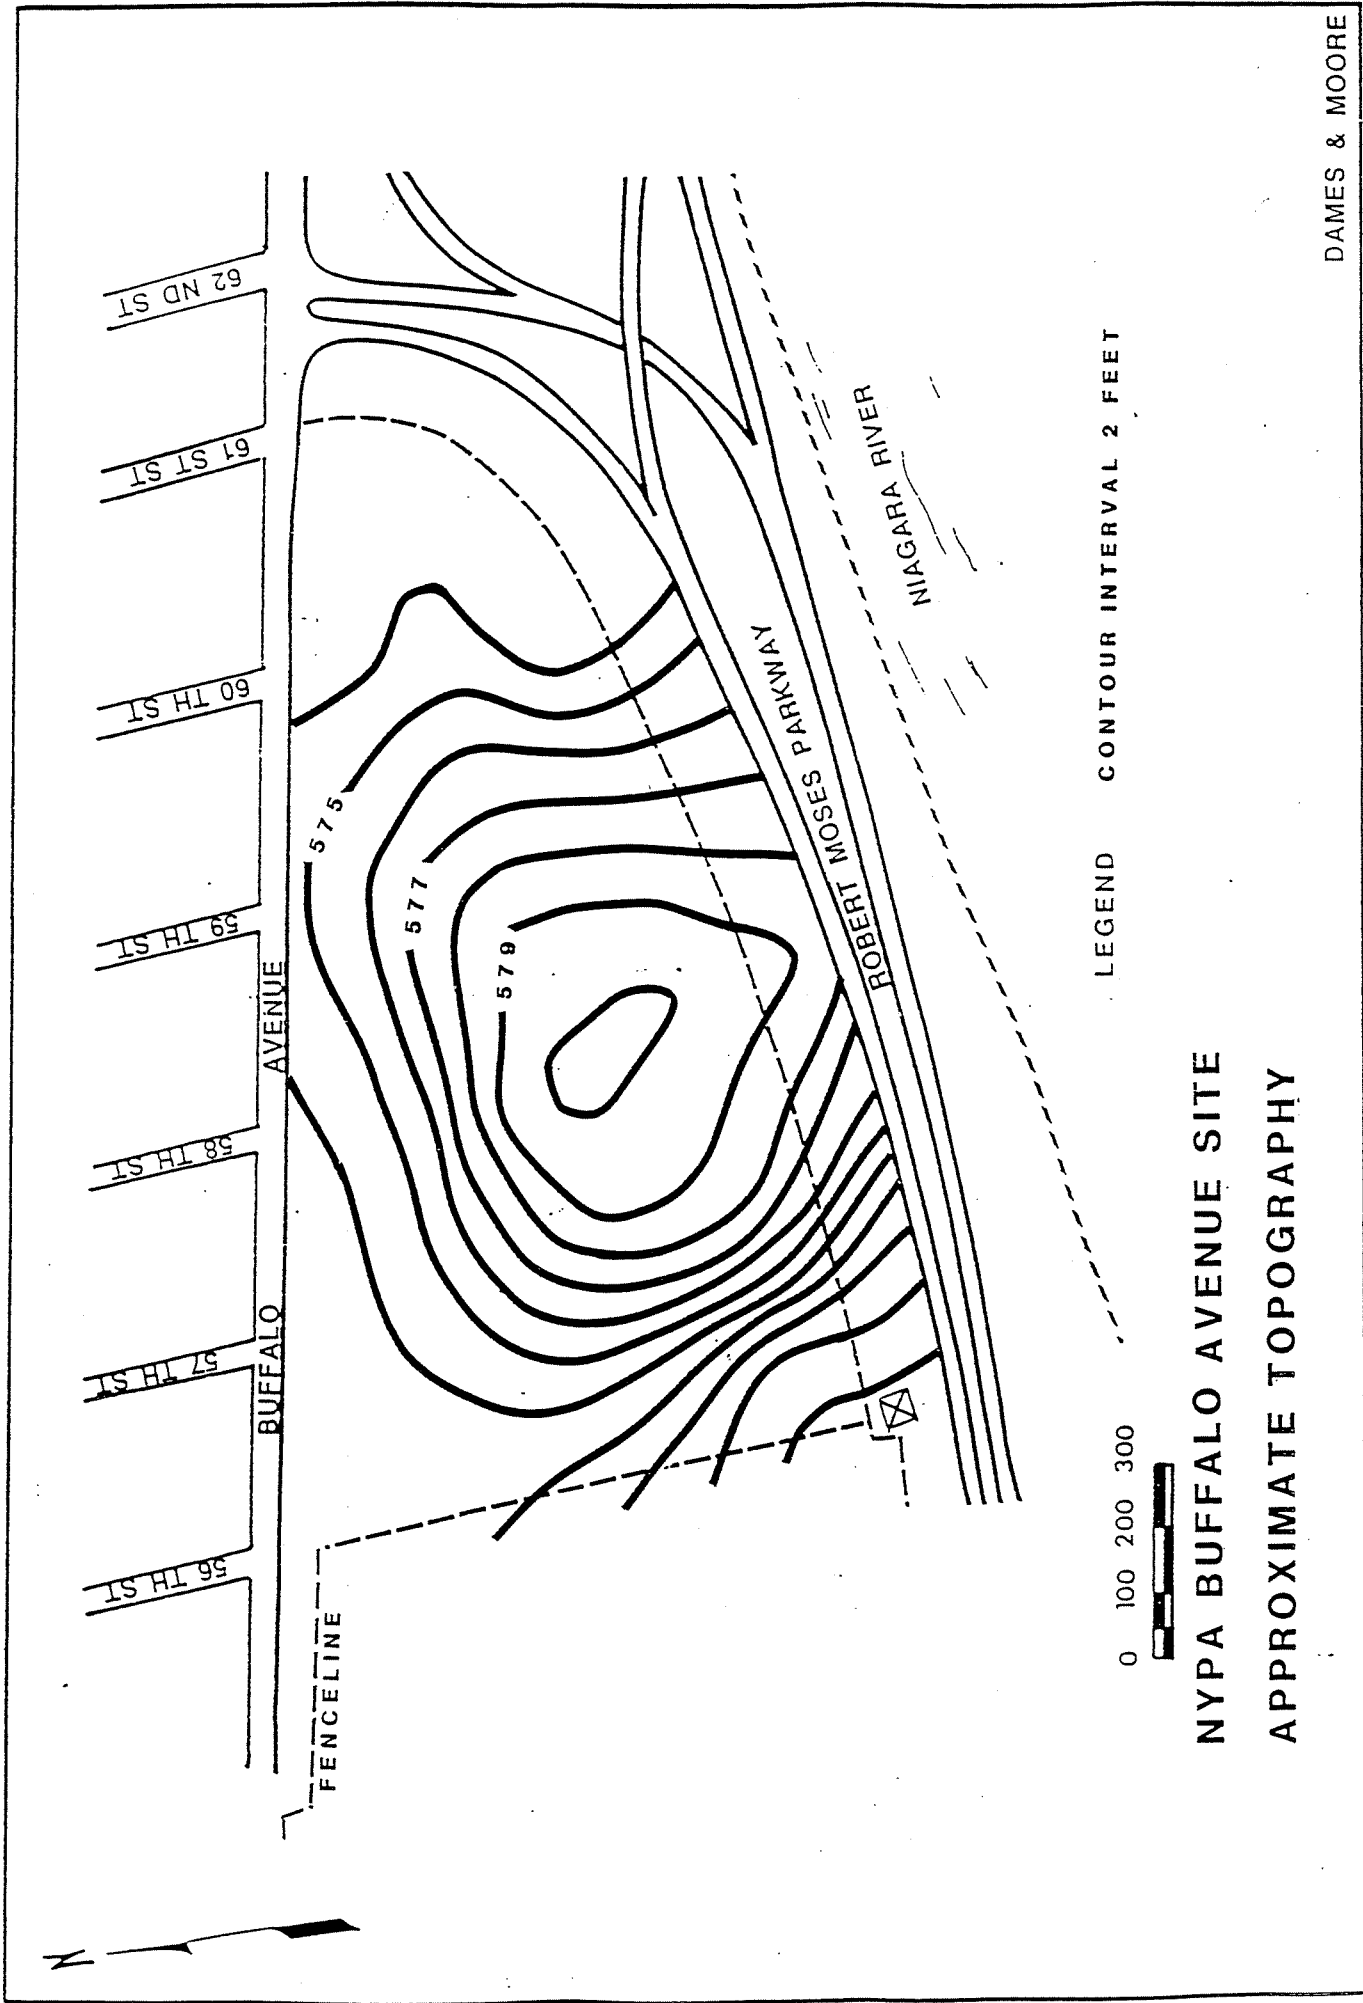 N
56 TH ST
57 TH ST
58 TH ST
59 TH ST
60 TH ST
61 ST ST
62 ND ST
BUFFALO AVENUE
FENCELINE
575
577
579
ROBERT MOSES PARKWAY
NIAGARA RIVER
LEGEND CONTOUR INTERVAL 2 FEET
0 100 200 300
NYPA BUFFALO AVENUE SITE
APPROXIMATE TOPOGRAPHY
DAMES & MOORE